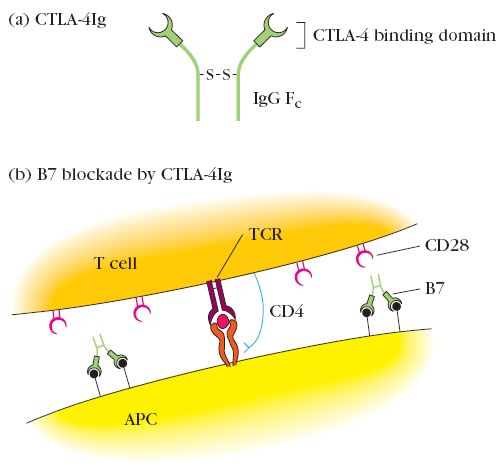 (a) CTLA-4Ig
CTLA-4 binding domain
-S-S-
IgG Fc
(b) B7 blockade by CTLA-4Ig
TCR
T cell
CD28
B7
CD4
APC